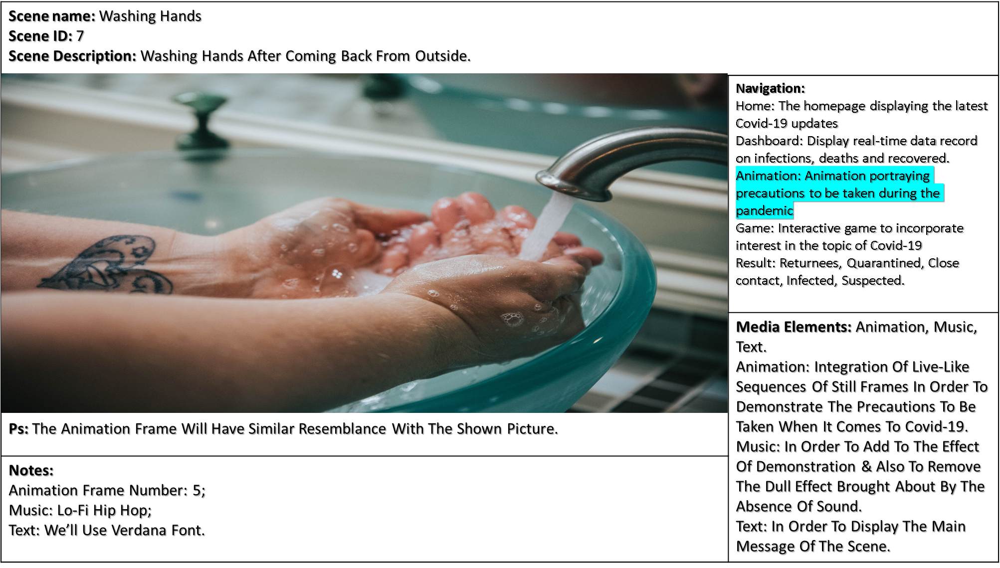 Scene name: Washing Hands
Scene ID: 7
Scene Description: Washing Hands After Coming Back From Outside.
Navigation:
Home: The homepage displaying the latest
Covid-19 updates
Dashboard: Display real-time data record
on infections, deaths and recovered.
Animation: Animation portraying
precautions to be taken during the
pandemic
Game: Interactive game to incorporate
interest in the topic of Covid-19
Result: Returnees, Quarantined, Close
contact, Infected, Suspected.
Media Elements: Animation, Music,
Text.
Animation: Integration Of Live-Like
Sequences Of Still Frames In Order To
Demonstrate The Precautions To Be
Taken When It Comes To Covid-19.
Music: In Order To Add To The Effect
Of Demonstration & Also To Remove
The Dull Effect Brought About By The
Absence Of Sound.
Text: In Order To Display The Main
Message Of The Scene.
Ps: The Animation Frame Will Have Similar Resemblance With The Shown Picture.
Notes:
Animation Frame Number: 5;
Music: Lo-Fi Hip Hop;
Text: We’ll Use Verdana Font.